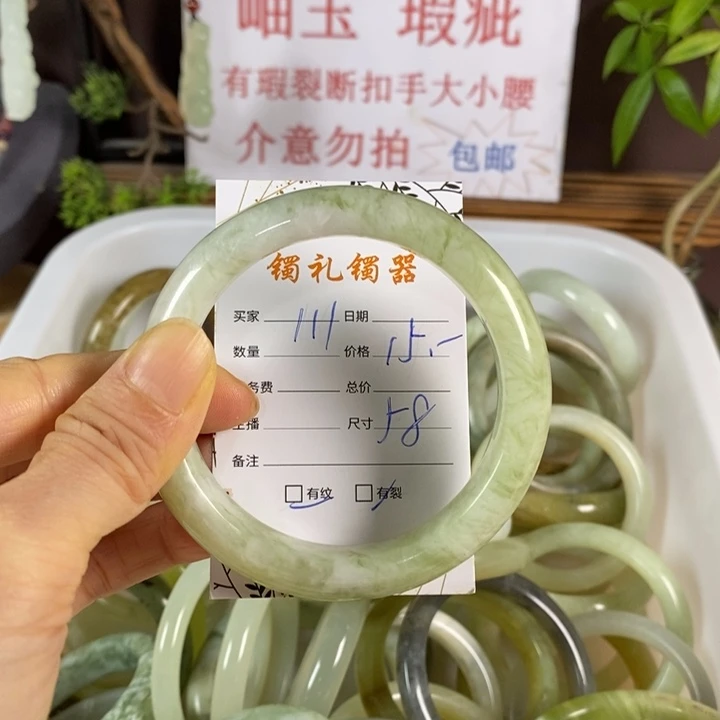 岫玉 瑕疵
有瑕裂断扣手大小腰
介意勿拍 包邮
镯礼镯器
买家 111 日期
数量 价格 15.-
务费 总价
主播 尺寸 58
备注
有纹 有裂